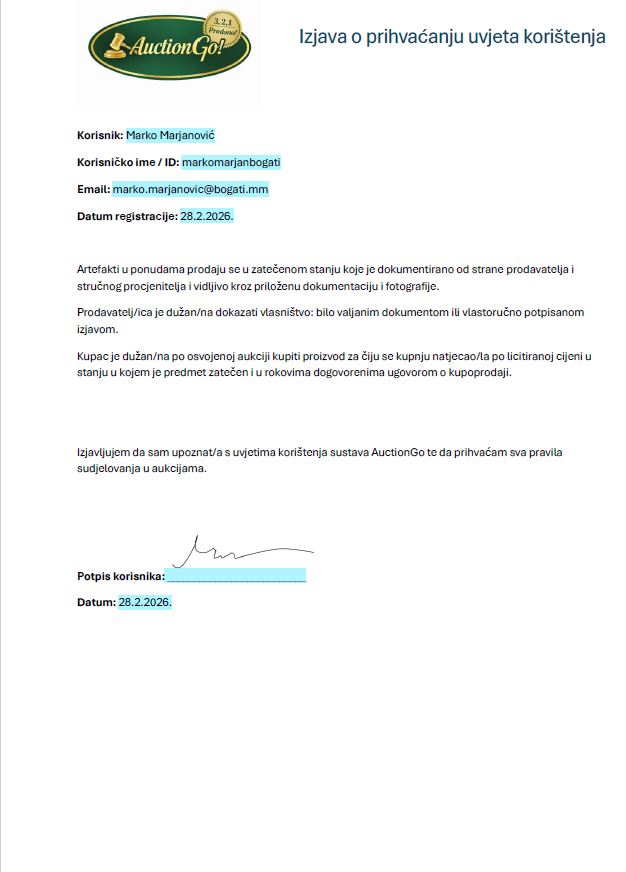 3, 2, 1
Prodano!
AuctionGo!
Izjava o prihvaćanju uvjeta korištenja
Korisnik: Marko Marjanović
Korisničko ime / ID: markomarjanbogati
Email: marko.marjanovic@bogati.mm
Datum registracije: 28.2.2026.
Artefakti u ponudama prodaju se u zatečenom stanju koje je dokumentirano od strane prodavatelja i
stručnog procjenitelja i vidljivo kroz priloženu dokumentaciju i fotografije.
Prodavatelj/ica je dužan/na dokazati vlasništvo: bilo valjanim dokumentom ili vlastoručno potpisanom
izjavom.
Kupac je dužan/na po osvojenoj aukciji kupiti proizvod za čiju se kupnju natjecao/la po licitiranoj cijeni u
stanju u kojem je predmet zatečen i u rokovima dogovorenima ugovorom o kupoprodaji.
Izjavljujem da sam upoznat/a s uvjetima korištenja sustava AuctionGo te da prihvaćam sva pravila
sudjelovanja u aukcijama.
Potpis korisnika: _________________________
Datum: 28.2.2026.